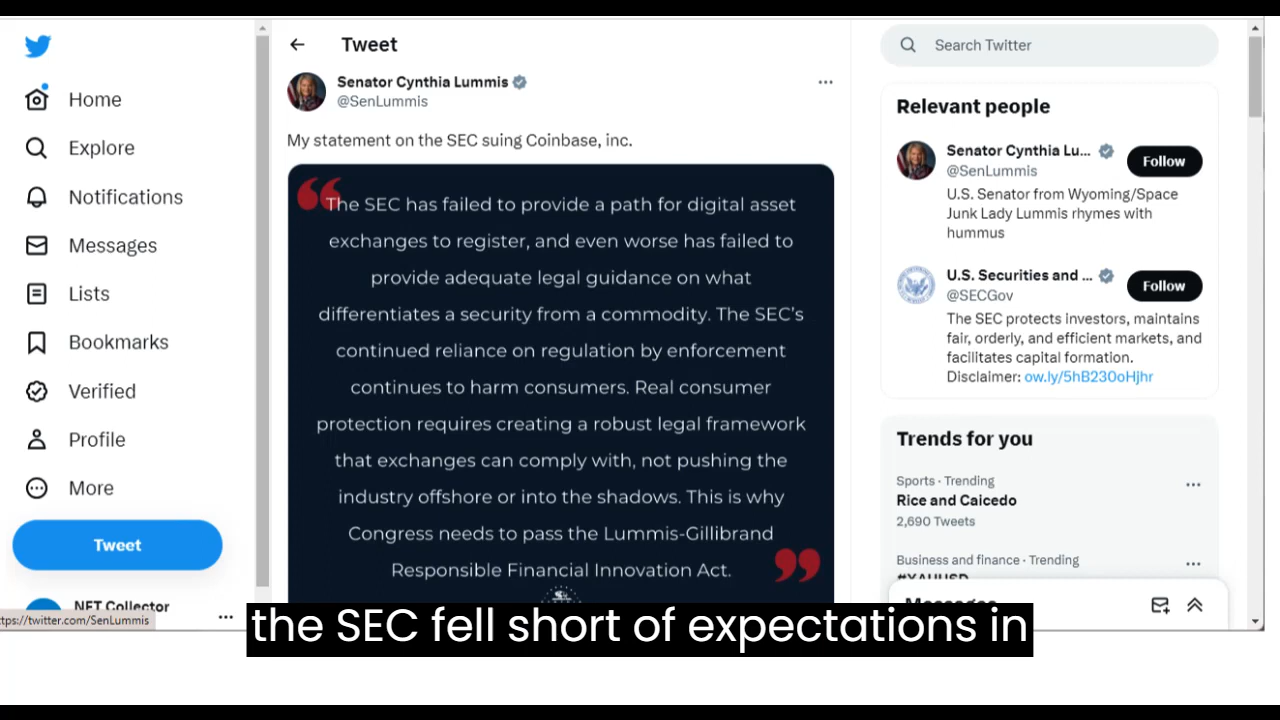 Home
Explore
Notifications
Messages
Lists
Bookmarks
Verified
Profile
More
Tweet
NFT Collector
ttps://twitter.com/SenLummis
Tweet
Senator Cynthia Lummis
@SenLummis
My statement on the SEC suing Coinbase, inc.
“The SEC has failed to provide a path for digital asset
exchanges to register, and even worse has failed to
provide adequate legal guidance on what
differentiates a security from a commodity. The SEC’s
continued reliance on regulation by enforcement
continues to harm consumers. Real consumer
protection requires creating a robust legal framework
that exchanges can comply with, not pushing the
industry offshore or into the shadows. This is why
Congress needs to pass the Lummis-Gillibrand
Responsible Financial Innovation Act.”
Search Twitter
Relevant people
Senator Cynthia Lu...
@SenLummis
Follow
U.S. Senator from Wyoming/Space
Junk Lady Lummis rhymes with
hummus
U.S. Securities and ...
@SECGov
Follow
The SEC protects investors, maintains
fair, orderly, and efficient markets, and
facilitates capital formation.
Disclaimer: ow.ly/5hB230oHjhr
Trends for you
Sports · Trending
Rice and Caicedo
2,690 Tweets
Business and finance · Trending
#XAUUSD
Messages
the SEC fell short of expectations in